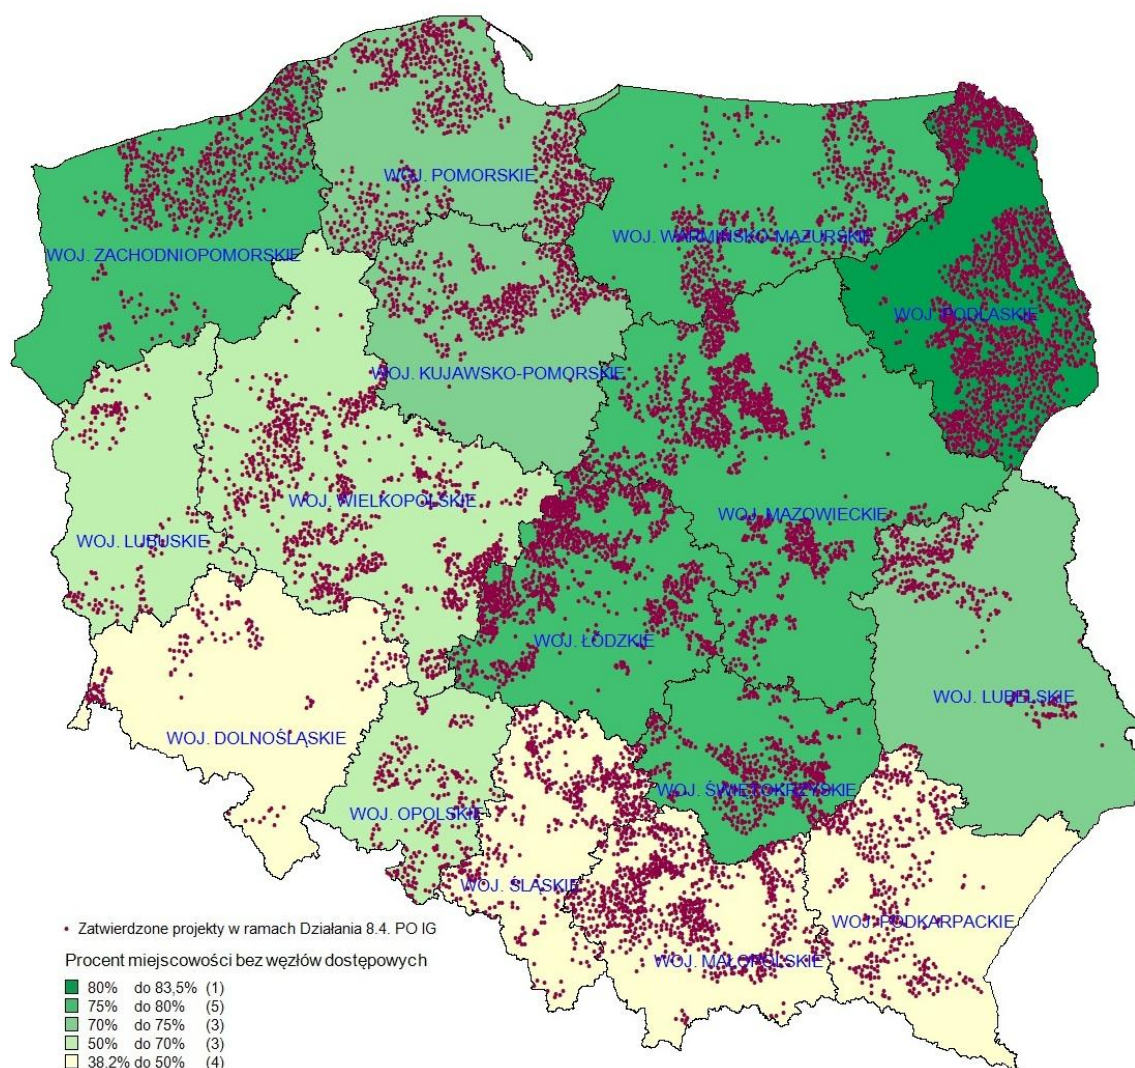 WOJ. POMORSKIE
WOJ. WARMIŃSKO-MAZURSKIE
WOJ. ZACHODNIOPOMORSKIE
WOJ. PODLASKIE
WOJ. KUJAWSKO-POMORSKIE
WOJ. WIELKOPOLSKIE
WOJ. MAZOWIECKIE
WOJ. LUBUSKIE
WOJ. ŁÓDZKIE
WOJ. LUBELSKIE
WOJ. DOLNOŚLĄSKIE
WOJ. ŚWIĘTOKRZYSKIE
WOJ. OPOLSKIE
WOJ. ŚLĄSKIE
WOJ. PODKARPACKIE
WOJ. MAŁOPOLSKIE
Zatwierdzone projekty w ramach Działania 8.4. PO IG
Procent miejscowości bez węzłów dostępowych
80% do 83,5% (1)
75% do 80% (5)
70% do 75% (3)
50% do 70% (3)
38.2% do 50% (4)